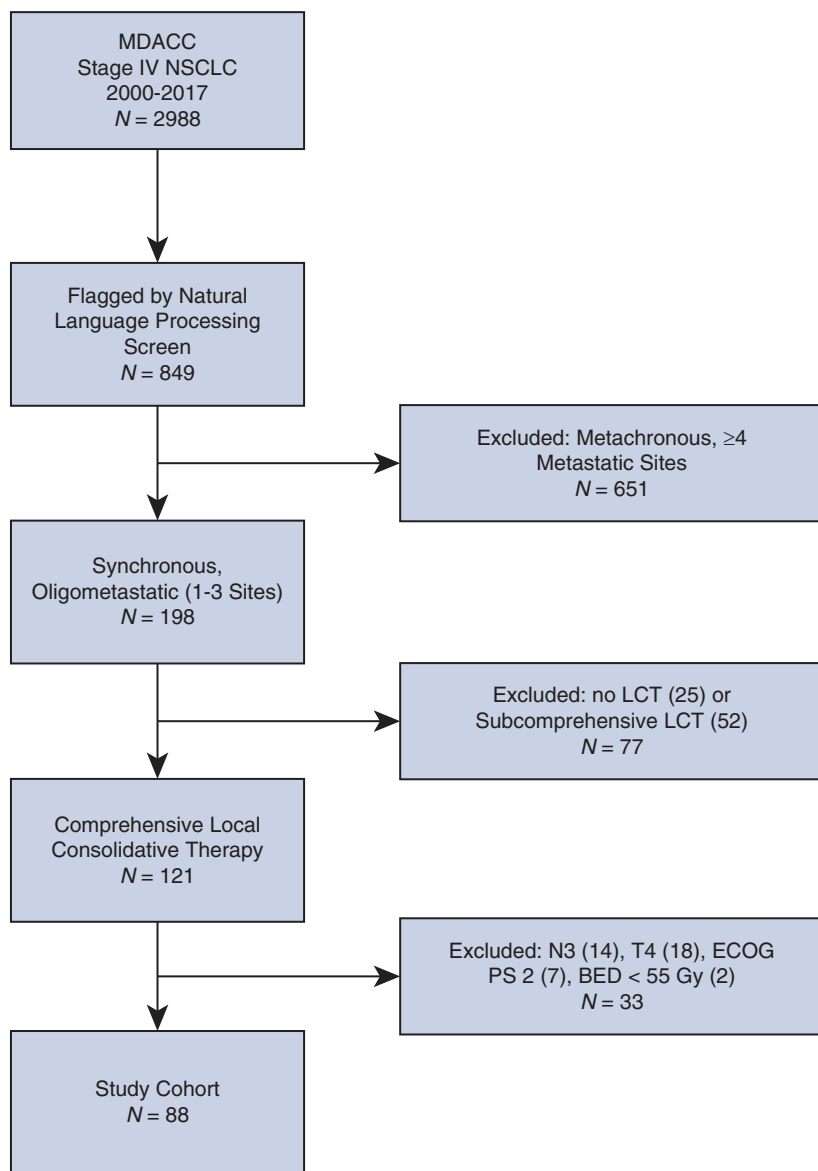 MDACC
Stage IV NSCLC
2000-2017
N = 2988
Flagged by Natural
Language Processing
Screen
N = 849
Excluded: Metachronous, ≥4
Metastatic Sites
N = 651
Synchronous,
Oligometastatic (1-3 Sites)
N = 198
Excluded: no LCT (25) or
Subcomprehensive LCT (52)
N = 77
Comprehensive Local
Consolidative Therapy
N = 121
Excluded: N3 (14), T4 (18), ECOG
PS 2 (7), BED < 55 Gy (2)
N = 33
Study Cohort
N = 88